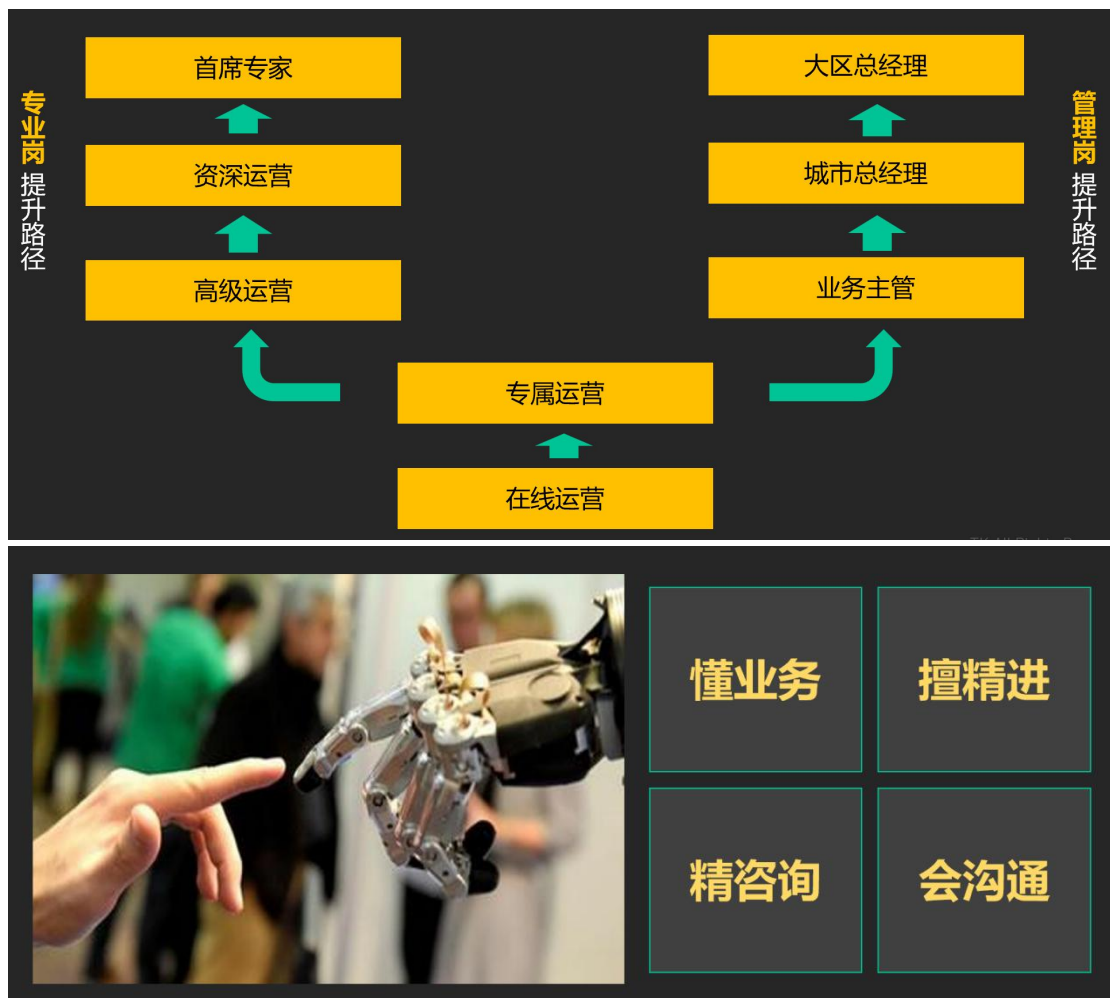 专业岗提升路径
首席专家
资深运营
高级运营
大区总经理
城市总经理
业务主管
管理岗提升路径
专属运营
在线运营
懂业务
擅精进
精咨询
会沟通